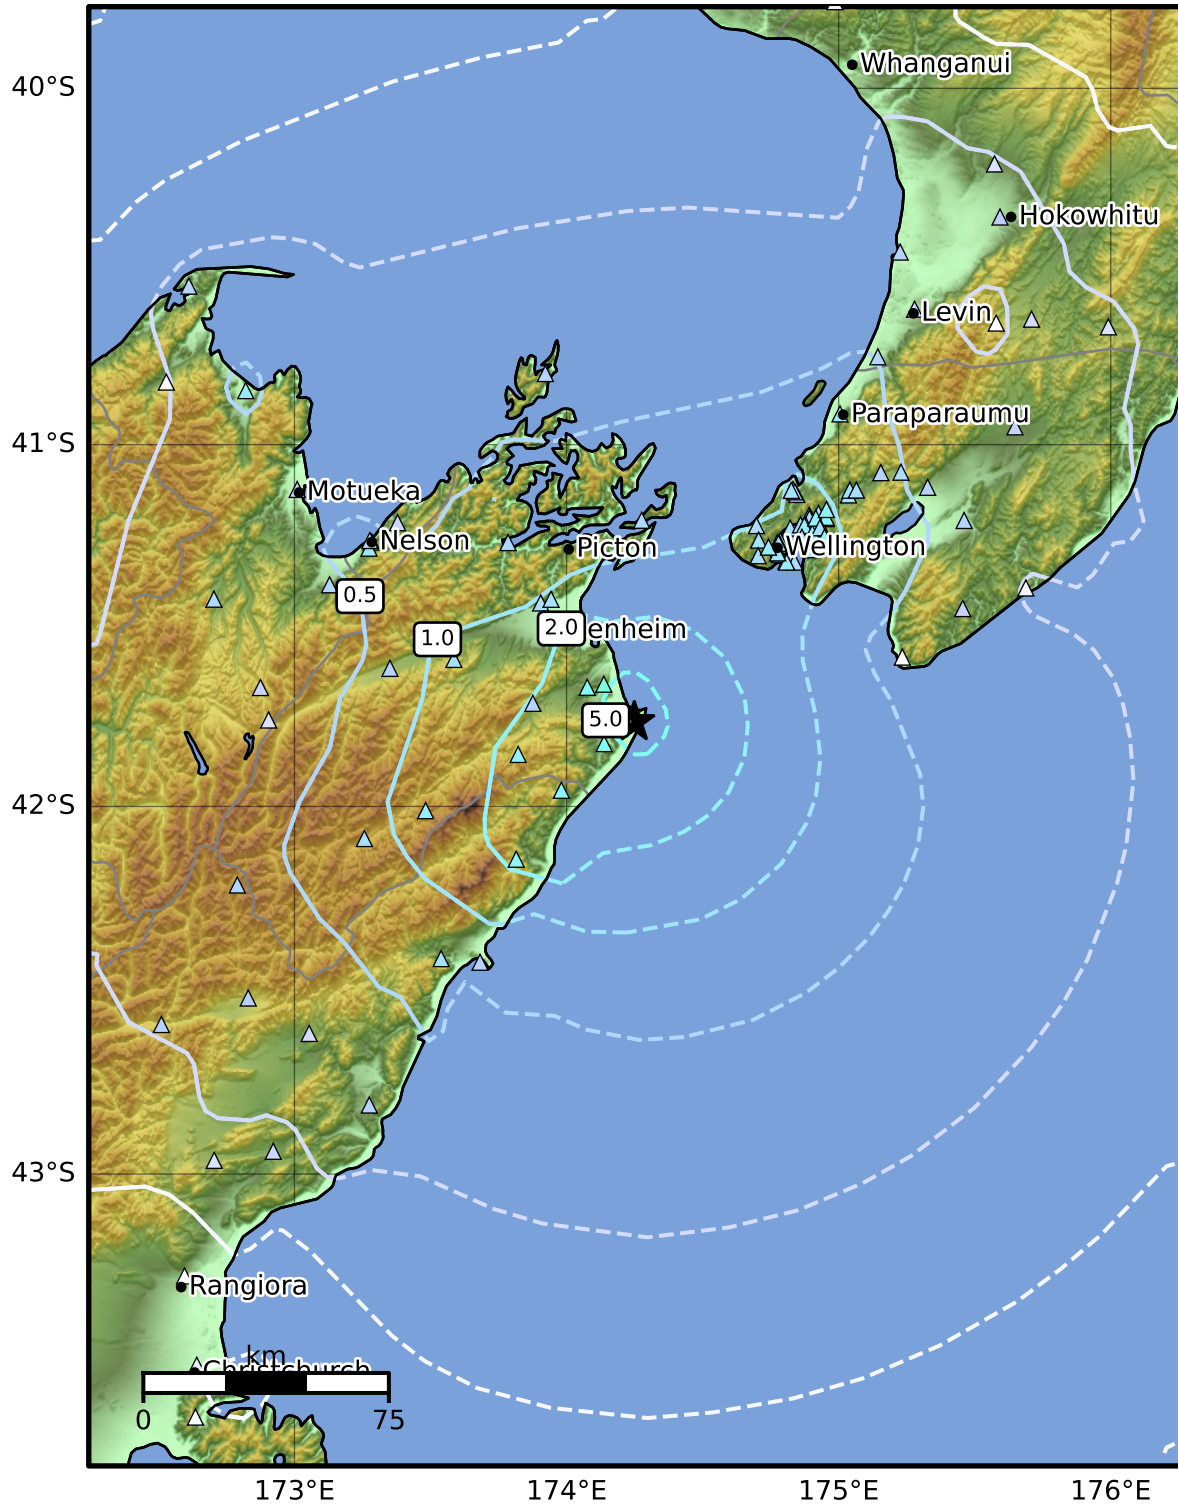 40°S
Whanganui
Hokowhitu
Levin
Paraparaumu
41°S
Motueka
Nelson
Picton
Wellington
0.5
1.0
2.0
enheim
5.0
42°S
43°S
Rangiora
km
Christchurch
0
75
173°E
174°E
175°E
176°E